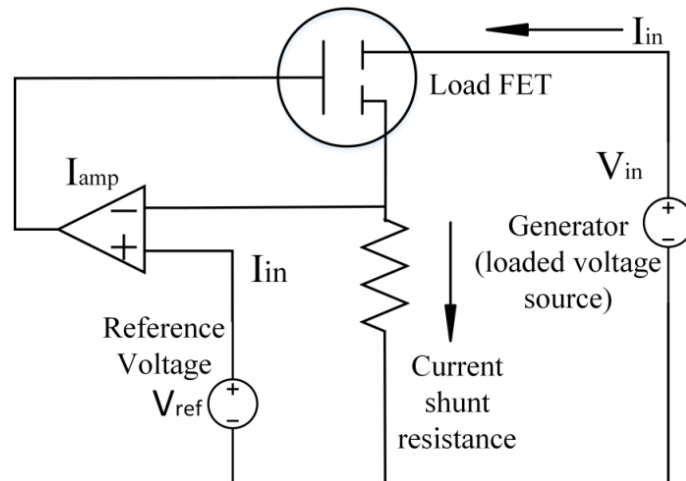 Iin
Load FET
Iamp
−
+
Vin
+
−
Generator
(loaded voltage
source)
Iin
Reference
Voltage
Vref
+
−
Current
shunt
resistance